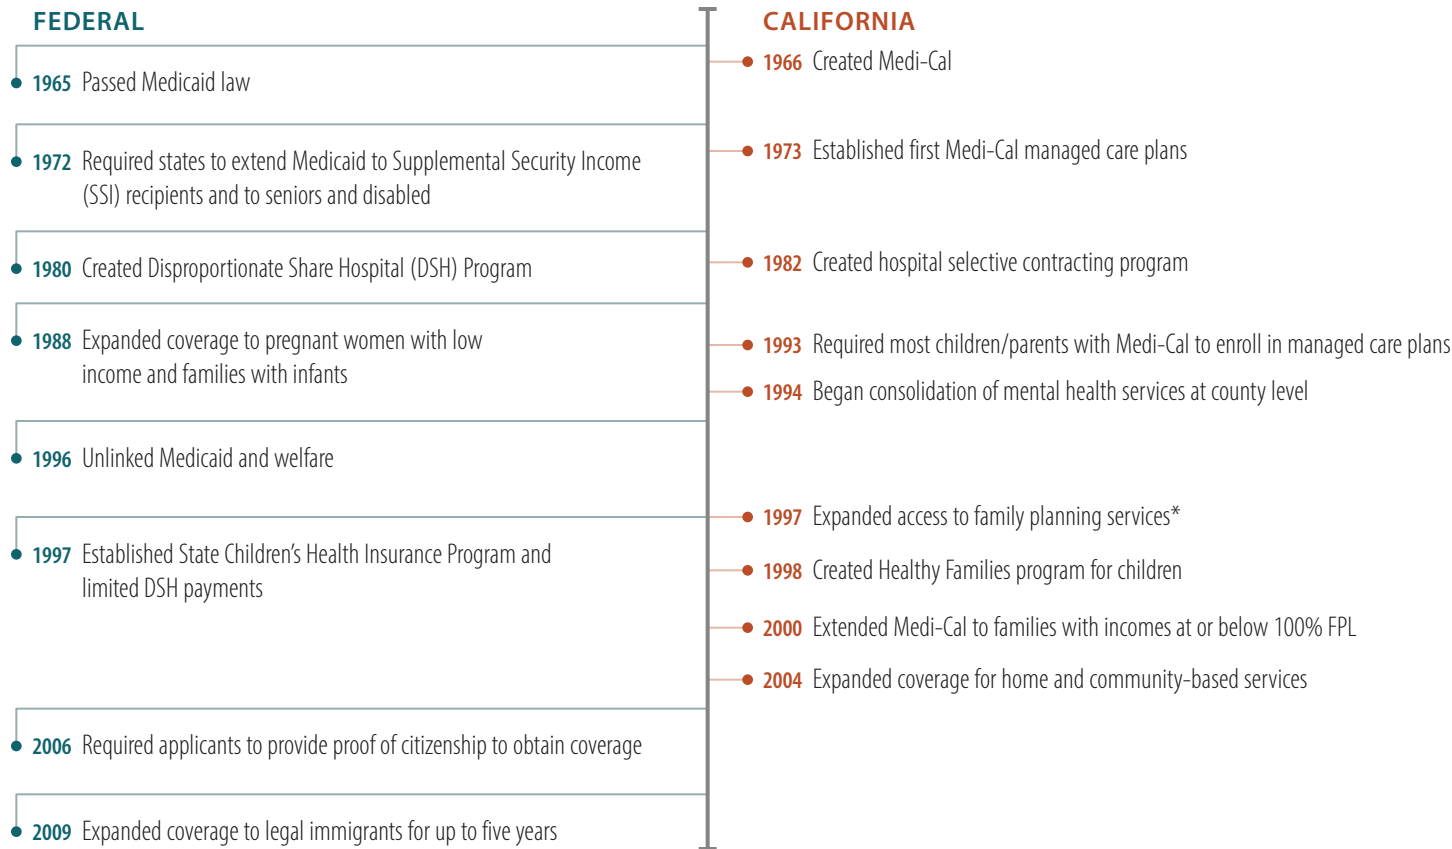 FEDERAL
1965 Passed Medicaid law
1972 Required states to extend Medicaid to Supplemental Security Income
(SSI) recipients and to seniors and disabled
1980 Created Disproportionate Share Hospital (DSH) Program
1988 Expanded coverage to pregnant women with low
income and families with infants
1996 Unlinked Medicaid and welfare
1997 Established State Children’s Health Insurance Program and
limited DSH payments
2006 Required applicants to provide proof of citizenship to obtain coverage
2009 Expanded coverage to legal immigrants for up to five years
CALIFORNIA
1966 Created Medi-Cal
1973 Established first Medi-Cal managed care plans
1982 Created hospital selective contracting program
1993 Required most children/parents with Medi-Cal to enroll in managed care plans
1994 Began consolidation of mental health services at county level
1997 Expanded access to family planning services*
1998 Created Healthy Families program for children
2000 Extended Medi-Cal to families with incomes at or below 100% FPL
2004 Expanded coverage for home and community-based services